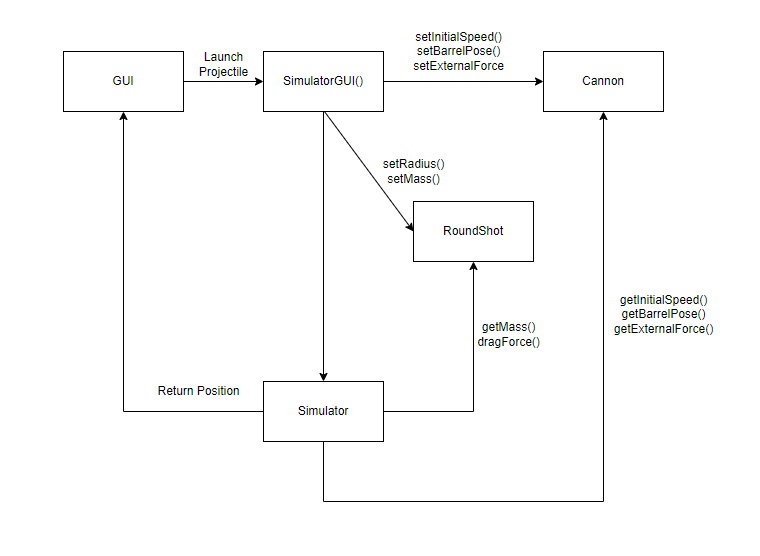 setInitialSpeed()
setBarrelPose()
setExternalForce
Launch
Projectile
GUI
SimulatorGUI()
Cannon
setRadius()
setMass()
RoundShot
getInitialSpeed()
getBarrelPose()
getExternalForce()
getMass()
dragForce()
Return Position
Simulator